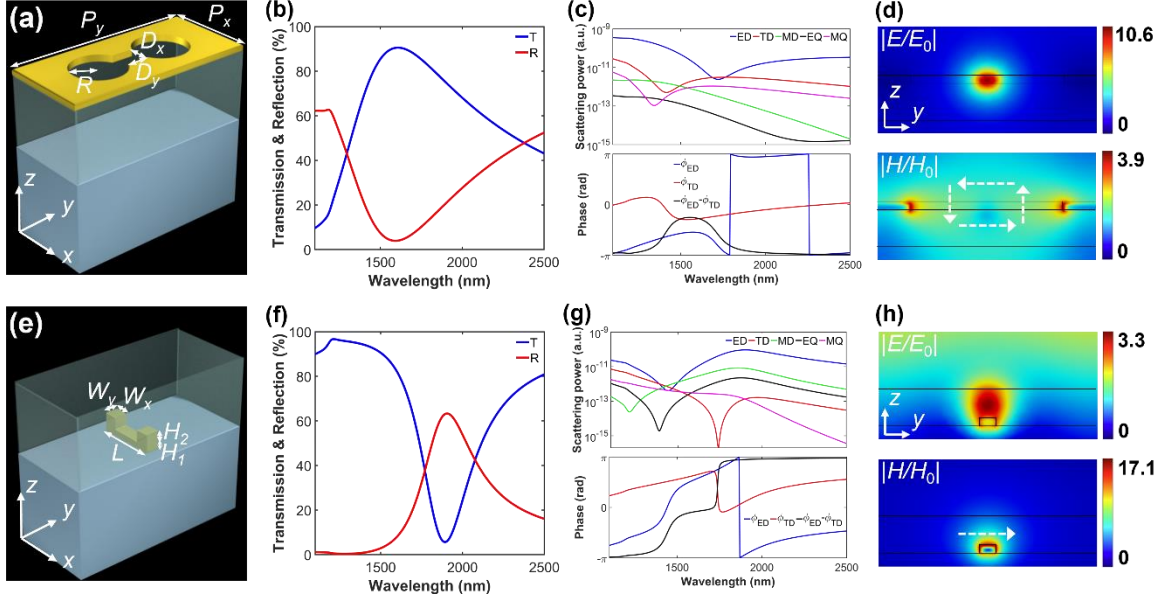 (a)
P_y
P_x
D_x
D_y
R
z
y
x
(b)
Transmission & Reflection (%)
100
80
60
40
20
0
T
R
1500
2000
2500
Wavelength (nm)
(c)
Scattering power (a.u.)
10^-9
10^-11
10^-13
10^-15
ED TD MD EQ MQ
Phase (rad)
π
0
-π
ϕ_ED
ϕ_TD
ϕ_ED-ϕ_TD
1500
2000
2500
Wavelength (nm)
(d)
|E/E_0|
z
y
10.6
0
|H/H_0|
3.9
0
(e)
W_y
W_x
H_2
H_1
L
z
y
x
(f)
Transmission & Reflection (%)
100
80
60
40
20
0
T
R
1500
2000
2500
Wavelength (nm)
(g)
Scattering power (a.u.)
10^-9
10^-11
10^-13
10^-15
ED TD MD EQ MQ
Phase (rad)
π
0
-π
ϕ_ED ϕ_TD ϕ_ED-ϕ_TD
1500
2000
2500
Wavelength (nm)
(h)
|E/E_0|
z
y
3.3
0
|H/H_0|
17.1
0